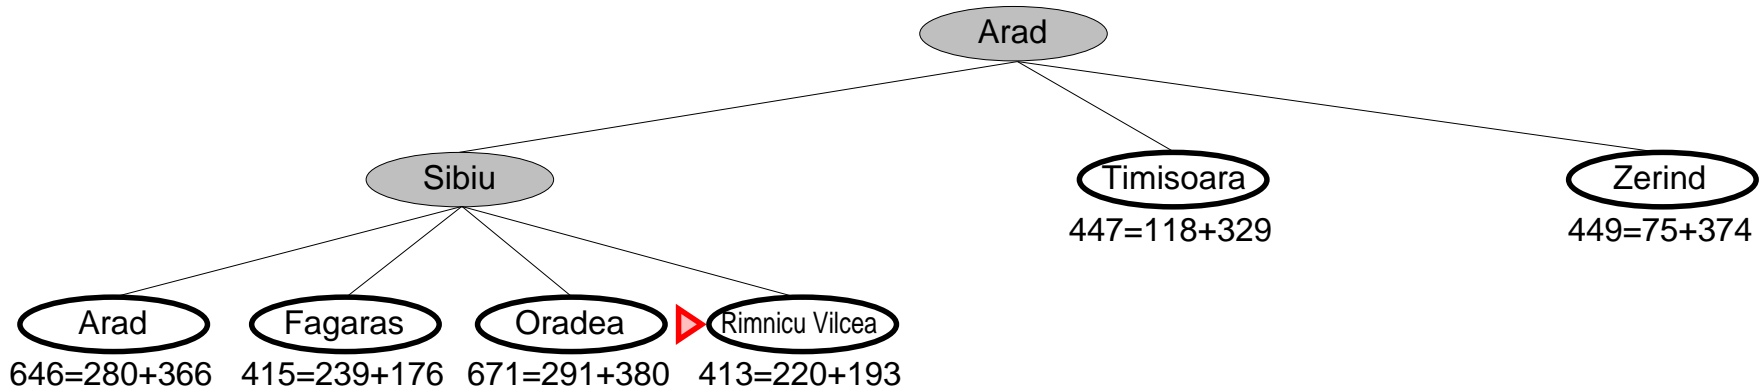 Arad
Sibiu
Timisoara
Zerind
447=118+329
449=75+374
Arad
Fagaras
Oradea
Rimnicu Vilcea
646=280+366
415=239+176
671=291+380
413=220+193